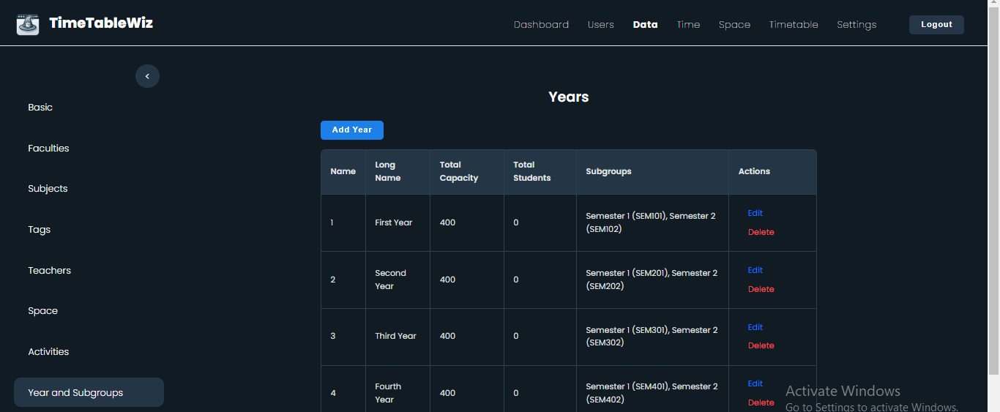 TimeTableWiz
Dashboard Users Data Time Space Timetable Settings Logout
<
Basic
Faculties
Subjects
Tags
Teachers
Space
Activities
Year and Subgroups
Years
Add Year
Name Long Name Total Capacity Total Students Subgroups Actions
1 First Year 400 0 Semester 1 (SEM101), Semester 2 (SEM102) Edit Delete
2 Second Year 400 0 Semester 1 (SEM201), Semester 2 (SEM202) Edit Delete
3 Third Year 400 0 Semester 1 (SEM301), Semester 2 (SEM302) Edit Delete
4 Fourth Year 400 0 Semester 1 (SEM401), Semester 2 (SEM402) Edit Delete
Activate Windows
Go to Settings to activate Windows.